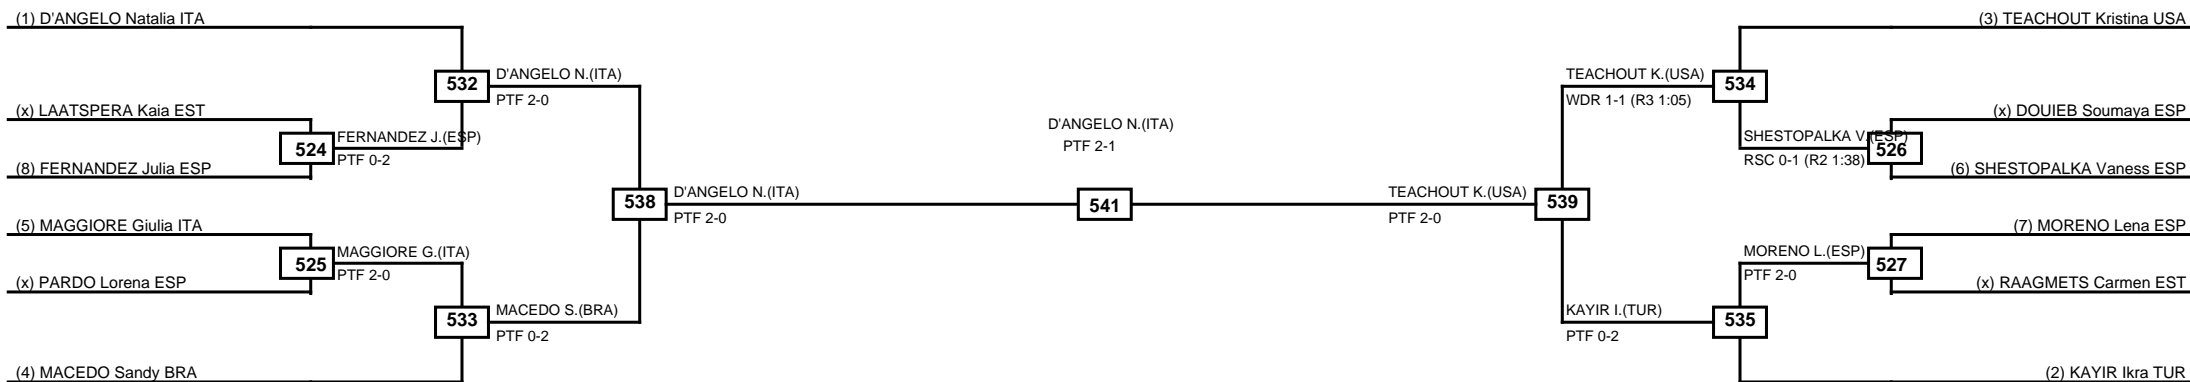 (1) D'ANGELO Natalia ITA
(3) TEACHOUT Kristina USA
532
D'ANGELO N.(ITA)
PTF 2-0
TEACHOUT K.(USA)
WDR 1-1 (R3 1:05)
534
(x) LAATSPERA Kaia EST
(x) DOUIEB Soumaya ESP
D'ANGELO N.(ITA)
PTF 2-1
524
FERNANDEZ J.(ESP)
PTF 0-2
SHESTOPALKA V.(ESP)
RSC 0-1 (R2 1:38)
526
(8) FERNANDEZ Julia ESP
(6) SHESTOPALKA Vaness ESP
538
D'ANGELO N.(ITA)
PTF 2-0
541
TEACHOUT K.(USA)
PTF 2-0
539
(5) MAGGIORE Giulia ITA
(7) MORENO Lena ESP
525
MAGGIORE G.(ITA)
PTF 2-0
MORENO L.(ESP)
PTF 2-0
527
(x) PARDO Lorena ESP
(x) RAAGMETS Carmen EST
533
MACEDO S.(BRA)
PTF 0-2
KAYIR I.(TUR)
PTF 0-2
535
(4) MACEDO Sandy BRA
(2) KAYIR Ikra TUR